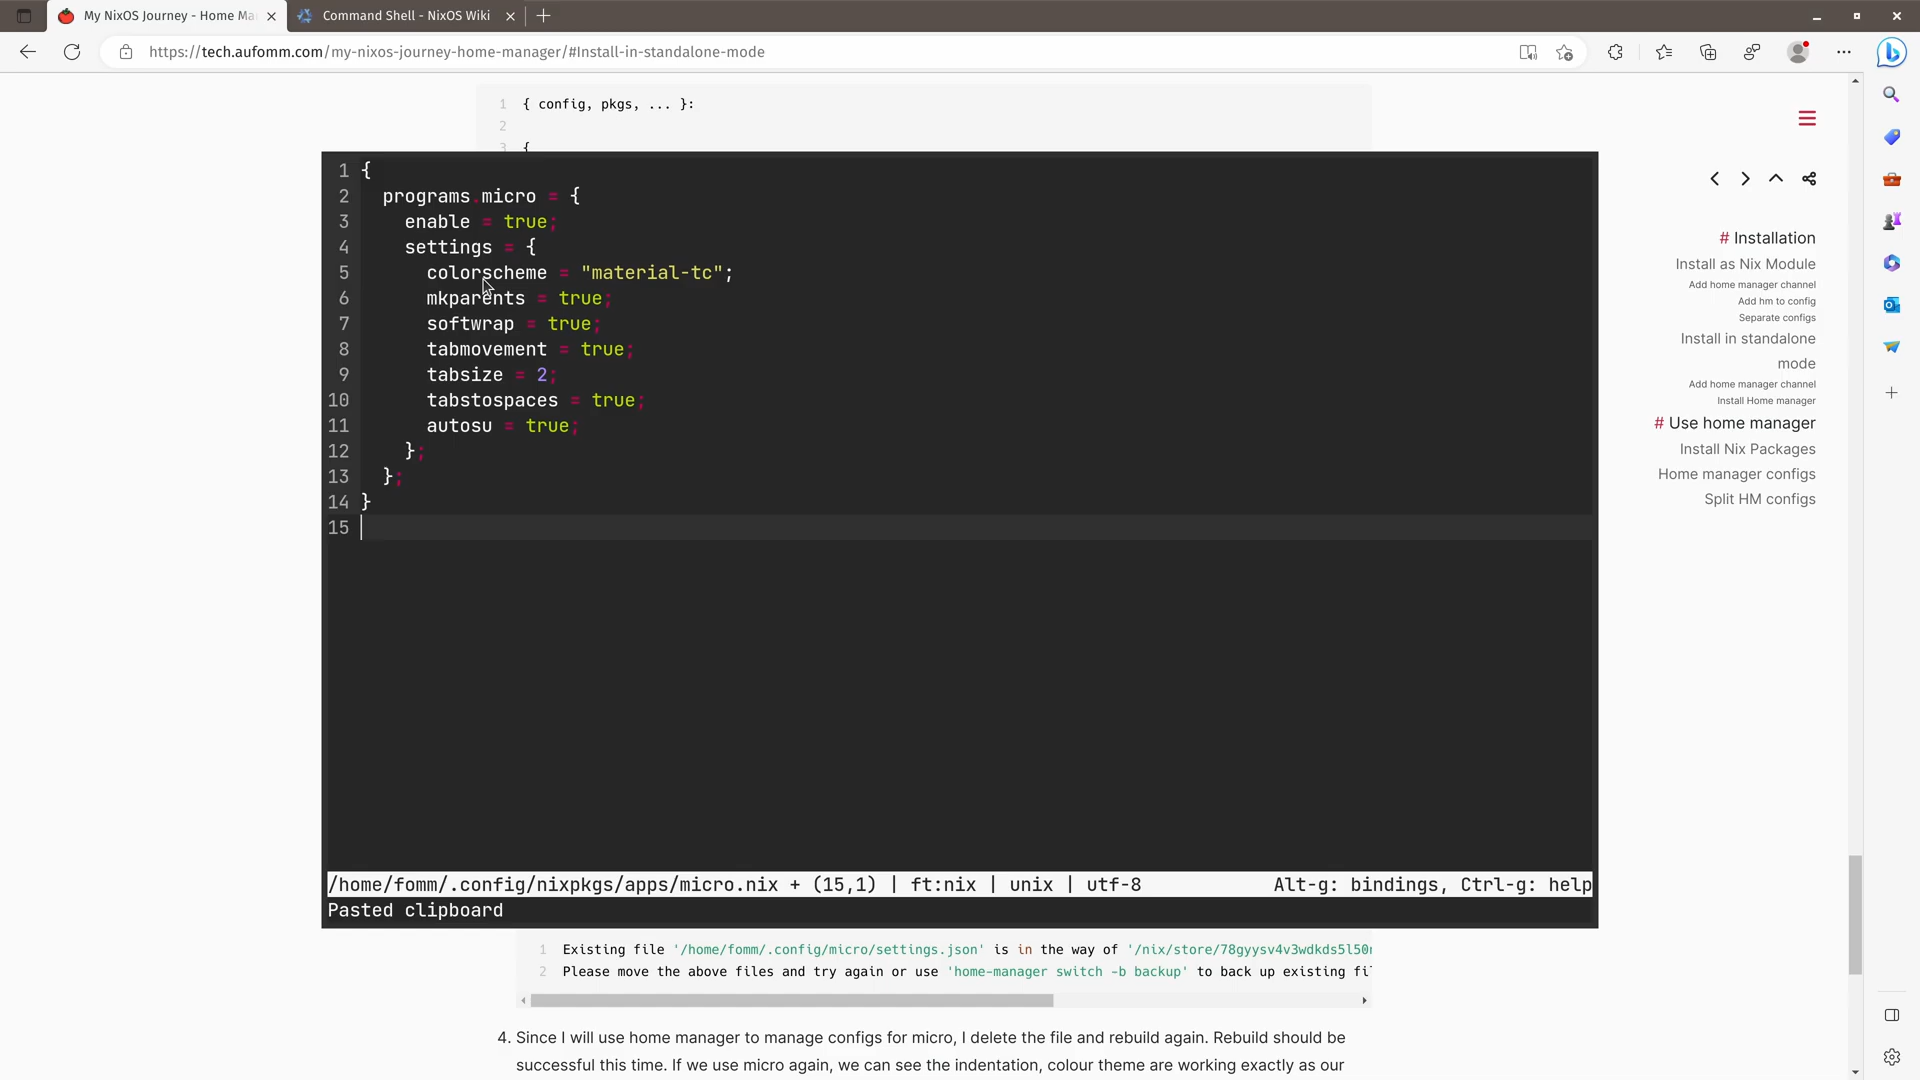 My NixOS Journey - Home Ma
Command Shell - NixOS Wiki
https://tech.aufomm.com/my-nixos-journey-home-manager/#Install-in-standalone-mode
1 { config, pkgs, ... }:
2
3 {
1 {
2 programs.micro = {
3 enable = true;
4 settings = {
5 colorscheme = "material-tc";
6 mkparents = true;
7 softwrap = true;
8 tabmovement = true;
9 tabsize = 2;
10 tabstospaces = true;
11 autosu = true;
12 };
13 };
14 }
15
/home/fomm/.config/nixpkgs/apps/micro.nix + (15,1) | ft:nix | unix | utf-8 Alt-g: bindings, Ctrl-g: help
Pasted clipboard
# Installation
Install as Nix Module
Add home manager channel
Add hm to config
Separate configs
Install in standalone
mode
Add home manager channel
Install Home manager
# Use home manager
Install Nix Packages
Home manager configs
Split HM configs
1 Existing file '/home/fomm/.config/micro/settings.json' is in the way of '/nix/store/78gyysv4v3wdkds5l50
2 Please move the above files and try again or use 'home-manager switch -b backup' to back up existing fi
4. Since I will use home manager to manage configs for micro, I delete the file and rebuild again. Rebuild should be
successful this time. If we use micro again, we can see the indentation, colour theme are working exactly as our